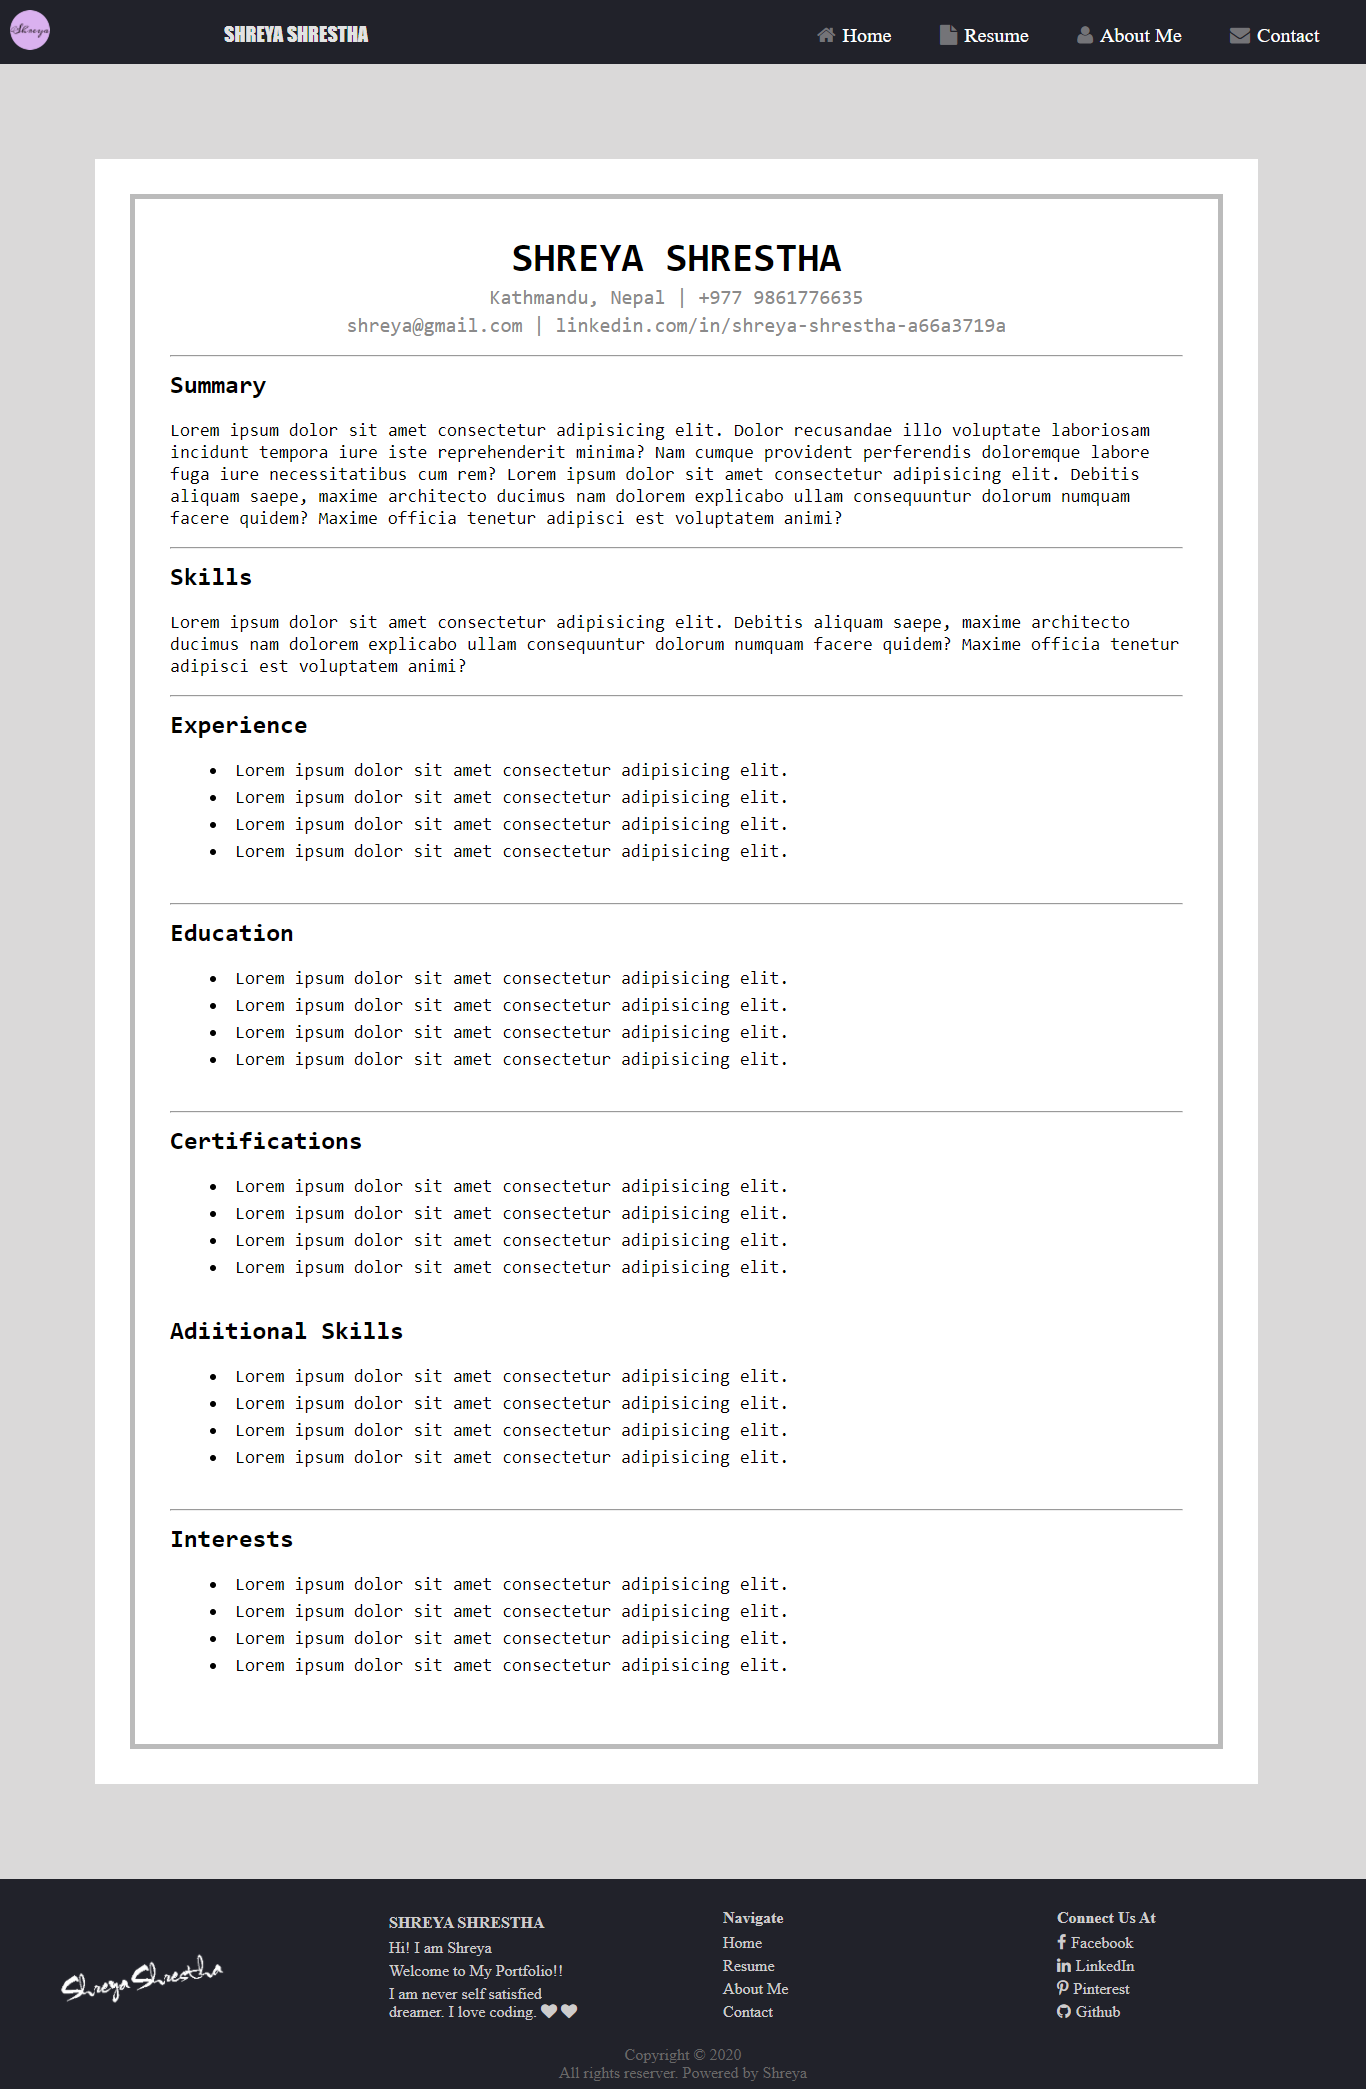 Shreya
SHREYA SHRESTHA
Home
Resume
About Me
Contact
SHREYA SHRESTHA
Kathmandu, Nepal | +977 9861776635
shreya@gmail.com | linkedin.com/in/shreya-shrestha-a66a3719a
Summary
Lorem ipsum dolor sit amet consectetur adipisicing elit. Dolor recusandae illo voluptate laboriosam
incidunt tempora iure iste reprehenderit minima? Nam cumque provident perferendis doloremque labore
fuga iure necessitatibus cum rem? Lorem ipsum dolor sit amet consectetur adipisicing elit. Debitis
aliquam saepe, maxime architecto ducimus nam dolorem explicabo ullam consequuntur dolorum numquam
facere quidem? Maxime officia tenetur adipisci est voluptatem animi?
Skills
Lorem ipsum dolor sit amet consectetur adipisicing elit. Debitis aliquam saepe, maxime architecto
ducimus nam dolorem explicabo ullam consequuntur dolorum numquam facere quidem? Maxime officia tenetur
adipisci est voluptatem animi?
Experience
• Lorem ipsum dolor sit amet consectetur adipisicing elit.
• Lorem ipsum dolor sit amet consectetur adipisicing elit.
• Lorem ipsum dolor sit amet consectetur adipisicing elit.
• Lorem ipsum dolor sit amet consectetur adipisicing elit.
Education
• Lorem ipsum dolor sit amet consectetur adipisicing elit.
• Lorem ipsum dolor sit amet consectetur adipisicing elit.
• Lorem ipsum dolor sit amet consectetur adipisicing elit.
• Lorem ipsum dolor sit amet consectetur adipisicing elit.
Certifications
• Lorem ipsum dolor sit amet consectetur adipisicing elit.
• Lorem ipsum dolor sit amet consectetur adipisicing elit.
• Lorem ipsum dolor sit amet consectetur adipisicing elit.
• Lorem ipsum dolor sit amet consectetur adipisicing elit.
Adiitional Skills
• Lorem ipsum dolor sit amet consectetur adipisicing elit.
• Lorem ipsum dolor sit amet consectetur adipisicing elit.
• Lorem ipsum dolor sit amet consectetur adipisicing elit.
• Lorem ipsum dolor sit amet consectetur adipisicing elit.
Interests
• Lorem ipsum dolor sit amet consectetur adipisicing elit.
• Lorem ipsum dolor sit amet consectetur adipisicing elit.
• Lorem ipsum dolor sit amet consectetur adipisicing elit.
• Lorem ipsum dolor sit amet consectetur adipisicing elit.
Shreya Shrestha
SHREYA SHRESTHA
Hi! I am Shreya
Welcome to My Portfolio!!
I am never self satisfied
dreamer. I love coding.
Navigate
Home
Resume
About Me
Contact
Connect Us At
Facebook
LinkedIn
Pinterest
Github
Copyright © 2020
All rights reserver. Powered by Shreya